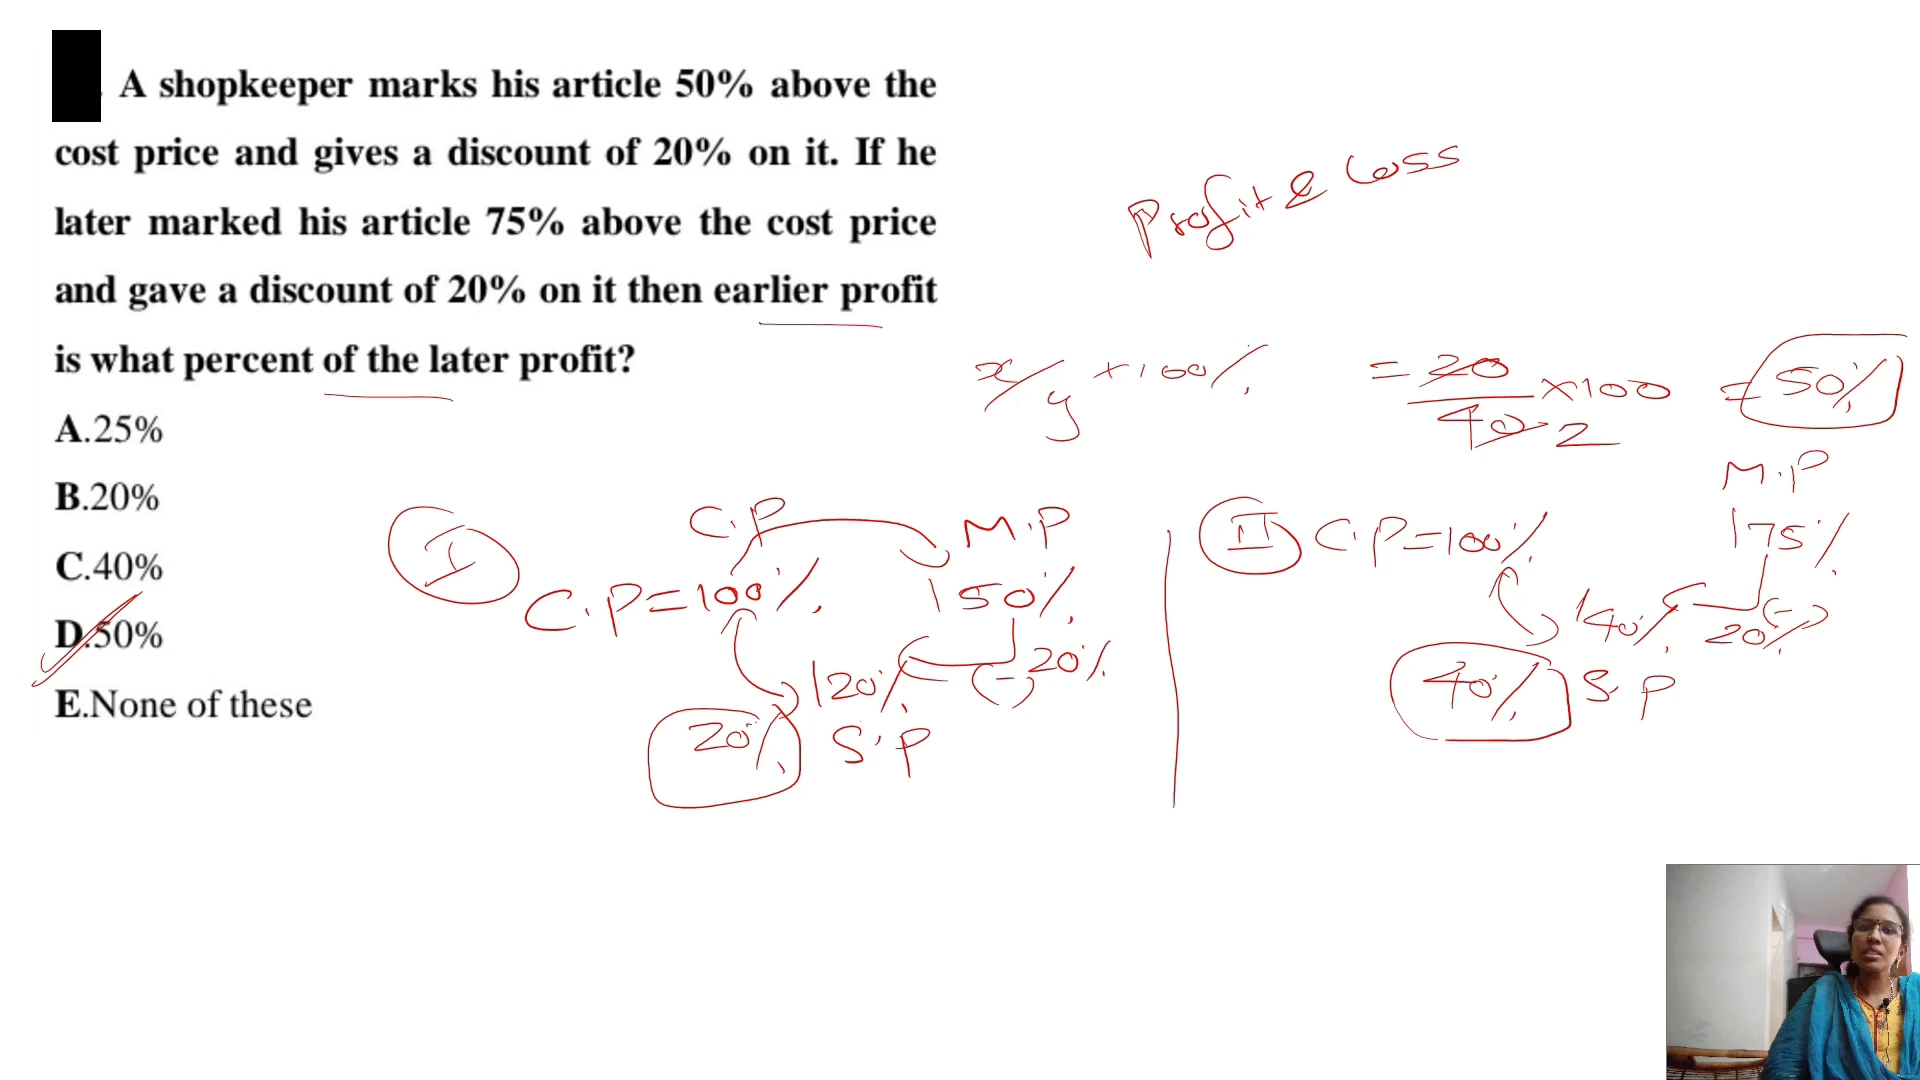 A shopkeeper marks his article 50% above the
cost price and gives a discount of 20% on it. If he
later marked his article 75% above the cost price
and gave a discount of 20% on it then earlier profit
is what percent of the later profit?
A.25%
B.20%
C.40%
D.50%
E.None of these
Profit & Loss
x/y × 100% = 20/40 × 100 = 50%
2
I
C.P M.P
C.P = 100% 150%
120% (-) 20%
20% S.P
II C.P = 100% M.P
175%
140% (-) 20%
40% S.P